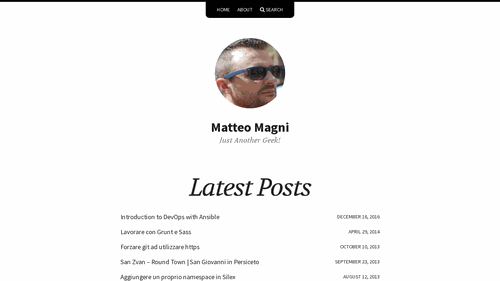 HOME ABOUT SEARCH
Matteo Magni
Just Another Geek!
Latest Posts
Introduction to DevOps with Ansible DECEMBER 16, 2016
Lavorare con Grunt e Sass APRIL 29, 2014
Forzare git ad utilizzare https OCTOBER 10, 2013
San Zvan – Round Town | San Giovanni in Persiceto SEPTEMBER 23, 2013
Aggiungere un proprio namespace in Silex AUGUST 12, 2013